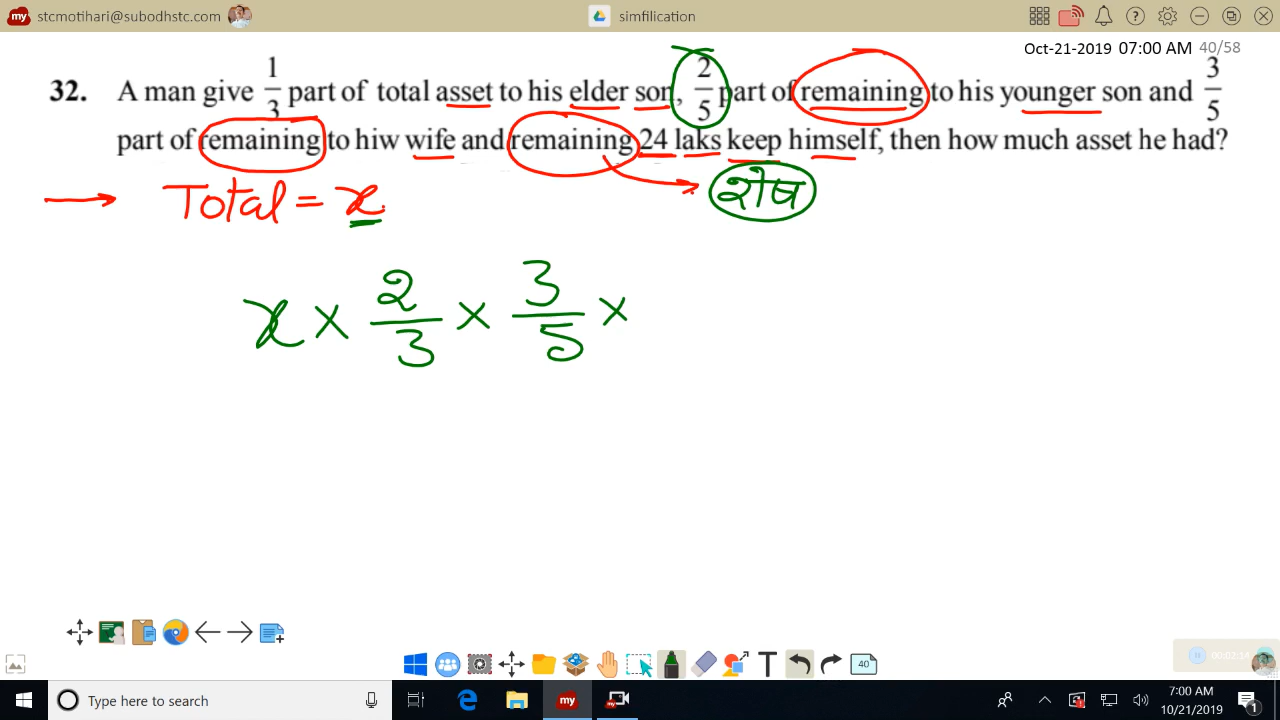 my stcmotihari@subodhstc.com simfilication
Oct-21-2019 07:00 AM 40/58
32. A man give 1/3 part of total asset to his elder son, 2/5 part of remaining to his younger son and 3/5
part of remaining to hiw wife and remaining 24 laks keep himself, then how much asset he had?
Total = x शेष
x × 2/3 × 3/5 ×
T 40
Type here to search my 7:00 AM
10/21/2019 1